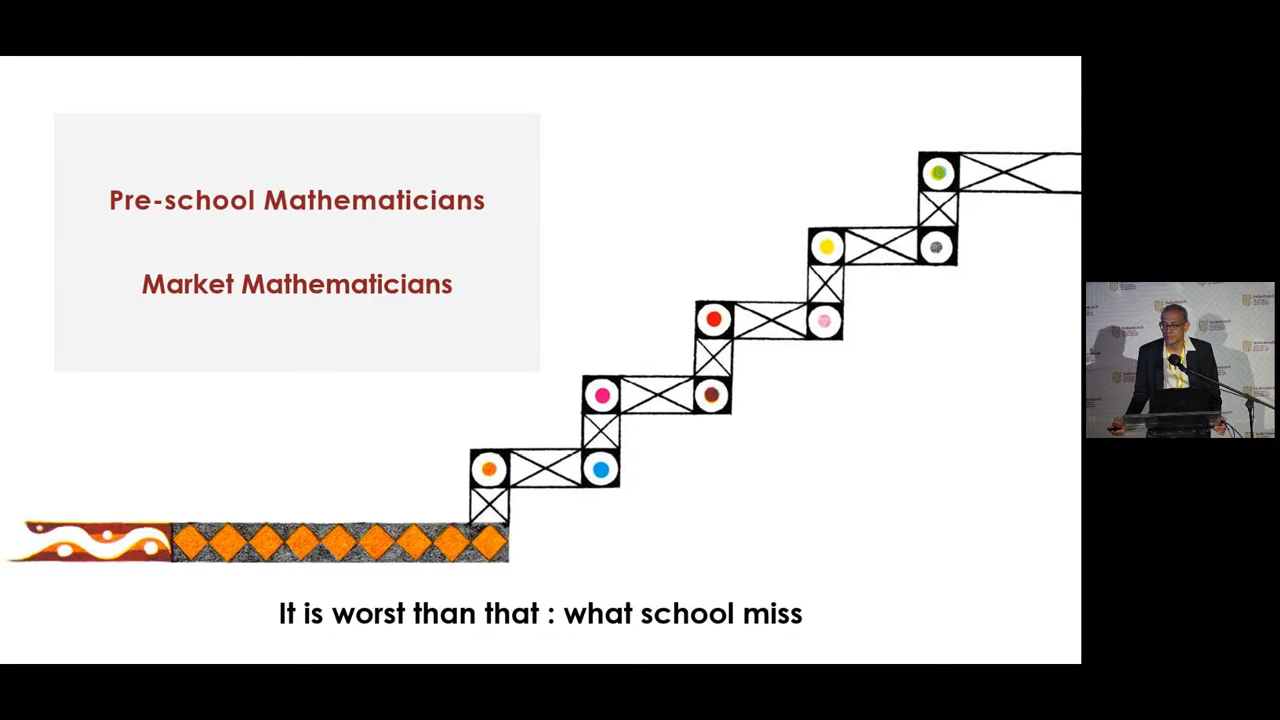 Pre-school Mathematicians
Market Mathematicians
It is worst than that : what school miss